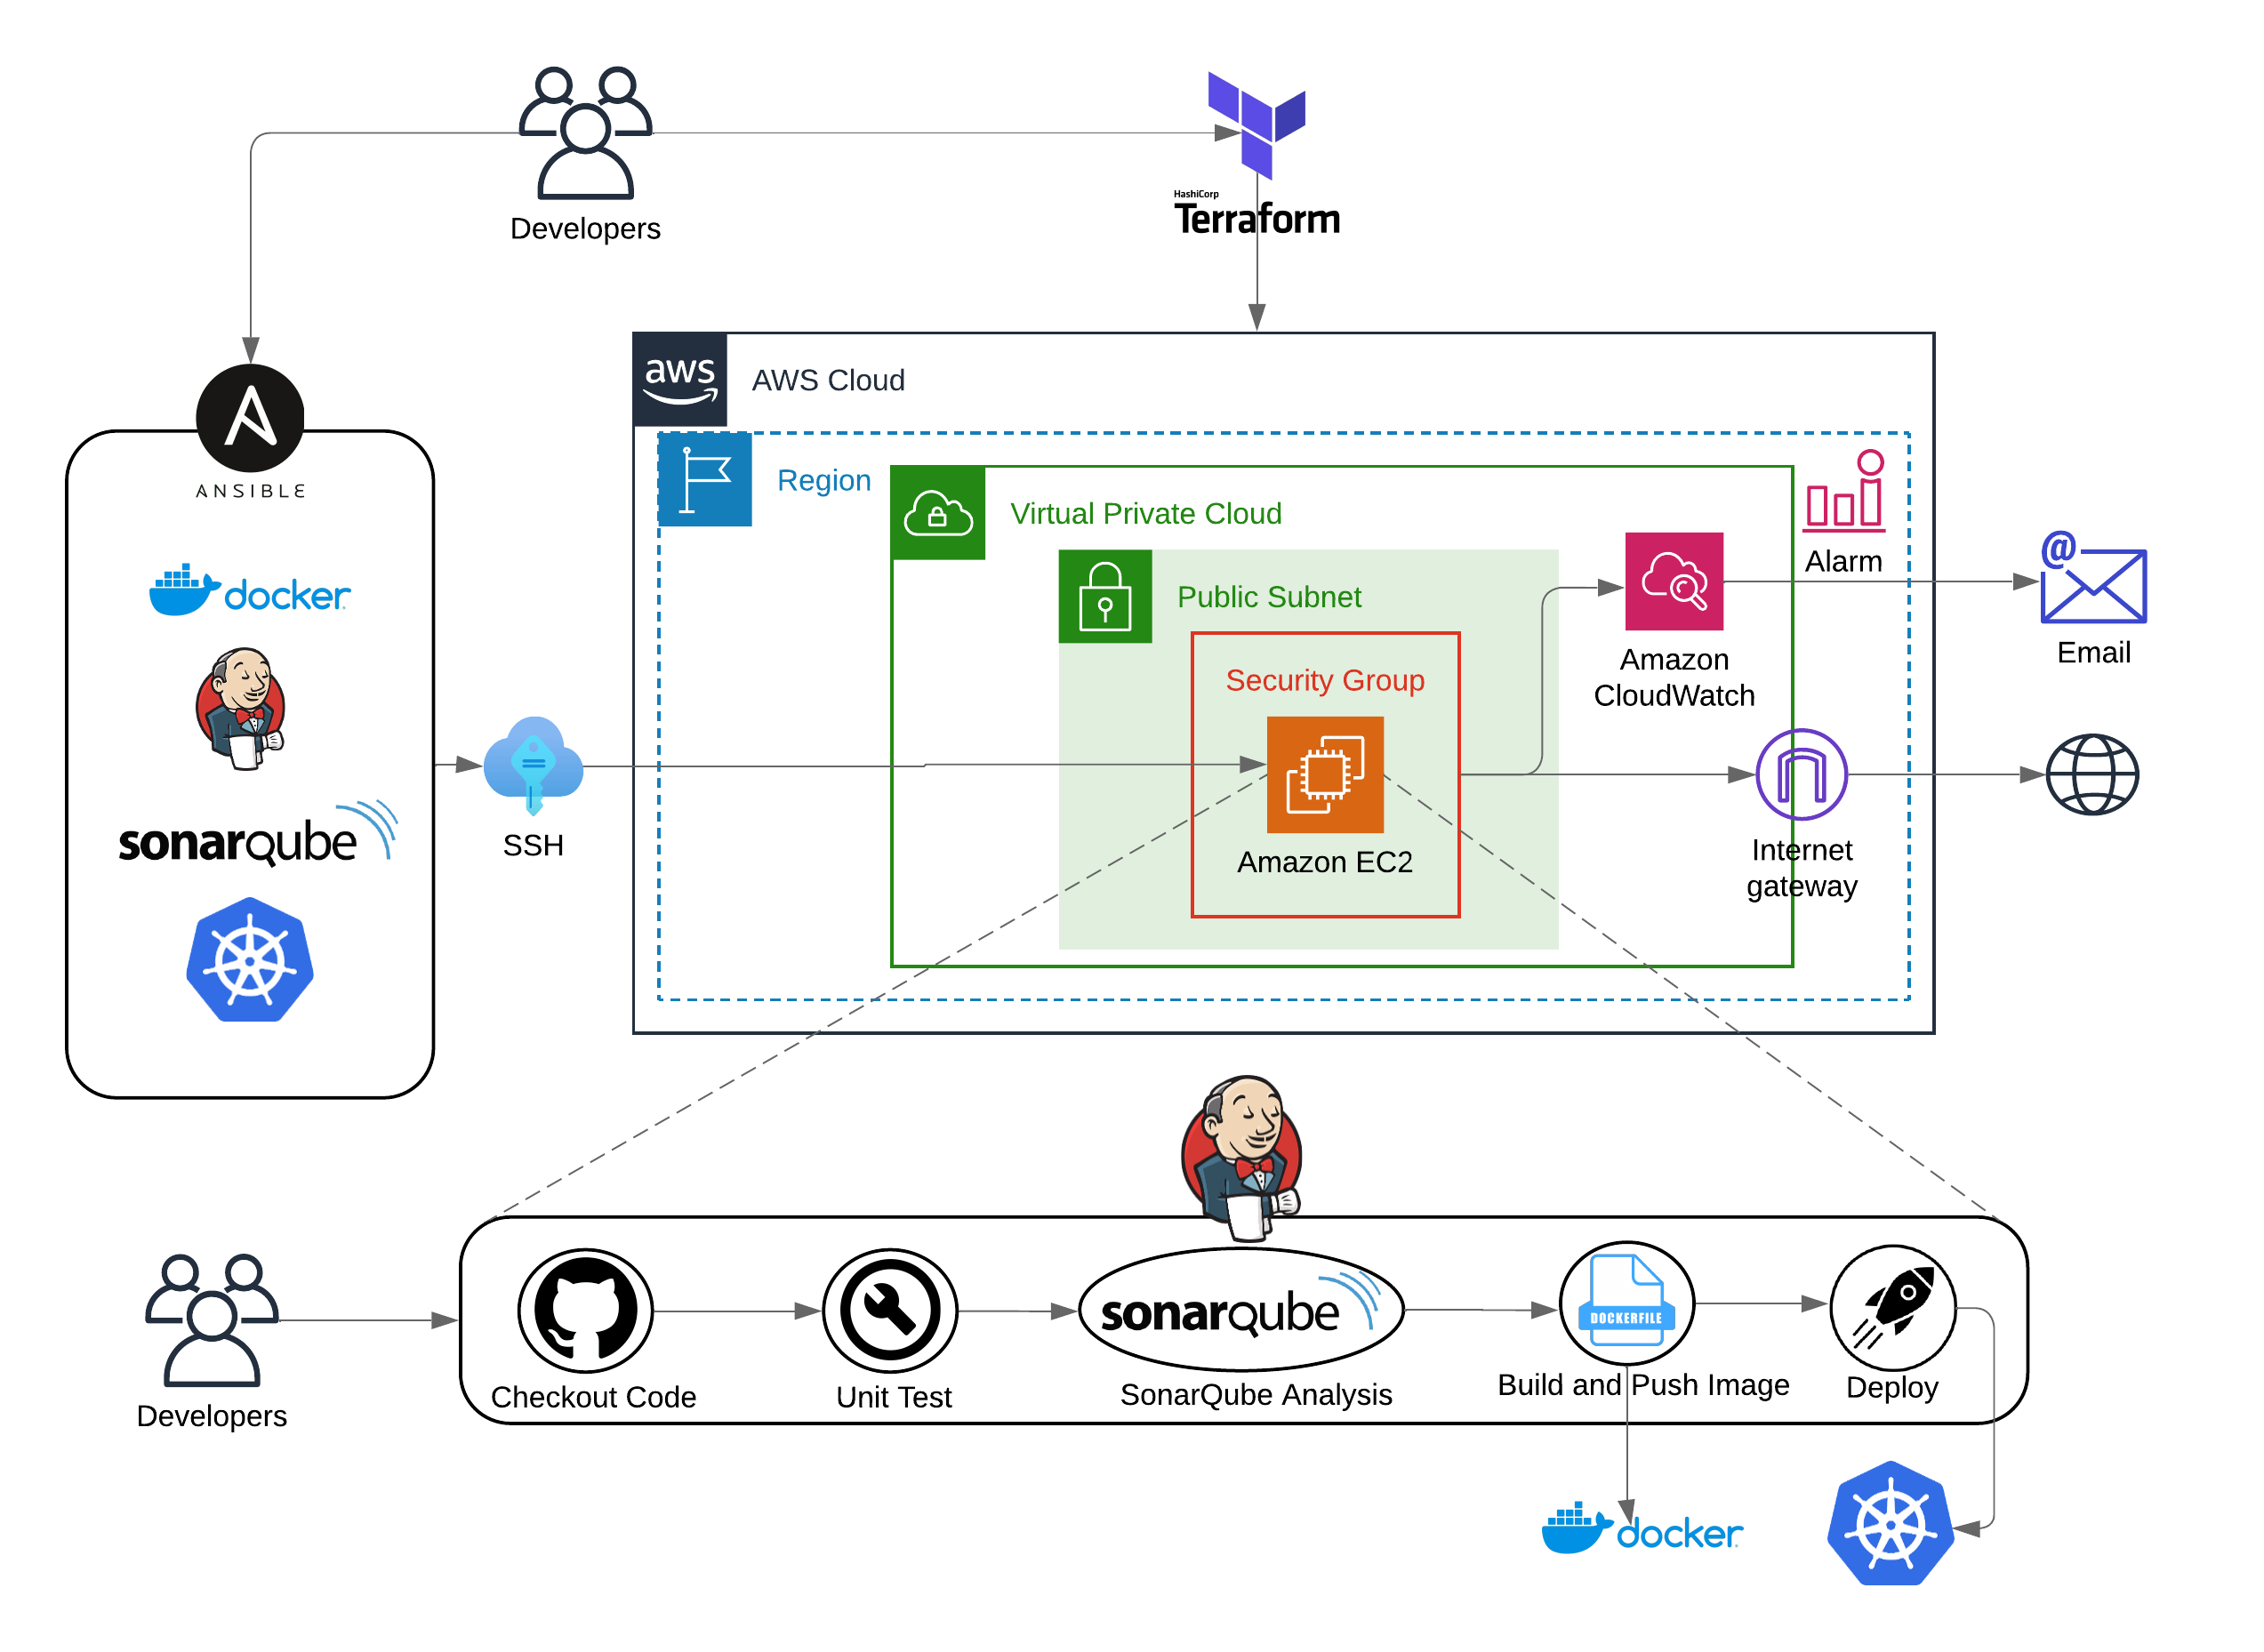 Developers
HashiCorp
Terraform
aws
AWS Cloud
ANSIBLE
Region
Virtual Private Cloud
Alarm
docker
Public Subnet
@
Email
Amazon
CloudWatch
Security Group
sonarqube
SSH
Amazon EC2
Internet
gateway
Developers
sonarqube
DOCKERFILE
Checkout Code
Unit Test
SonarQube Analysis
Build and Push Image
Deploy
docker